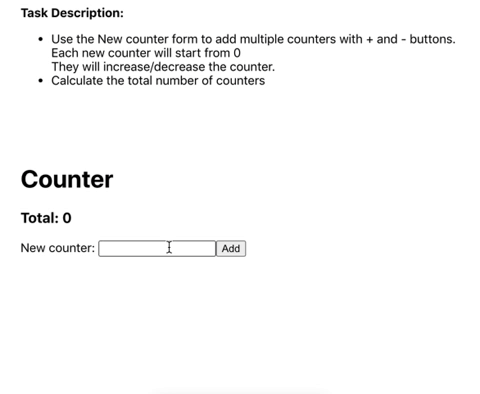 Task Description:
Use the New counter form to add multiple counters with + and - buttons.
Each new counter will start from 0
They will increase/decrease the counter.
Calculate the total number of counters
Counter
Total: 0
New counter: Add